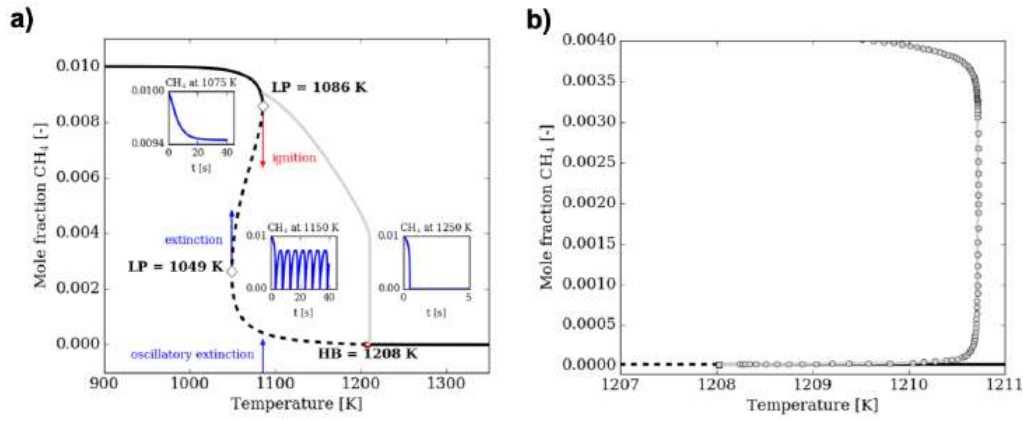 a)
Mole fraction CH₄ [-]
0.010
0.008
0.006
0.004
0.002
0.000
CH₄ at 1075 K
0.0100
0.0094
0 20 40
t [s]
LP = 1086 K
ignition
extinction
LP = 1049 K
CH₄ at 1150 K
0.01
0.00
0 20 40
t [s]
CH₄ at 1250 K
0.01
0.00
0 5
t [s]
oscillatory extinction
HB = 1208 K
900 1000 1100 1200 1300
Temperature [K]
b)
Mole fraction CH₄ [-]
0.0040
0.0035
0.0030
0.0025
0.0020
0.0015
0.0010
0.0005
0.0000
1207 1208 1209 1210 1211
Temperature [K]